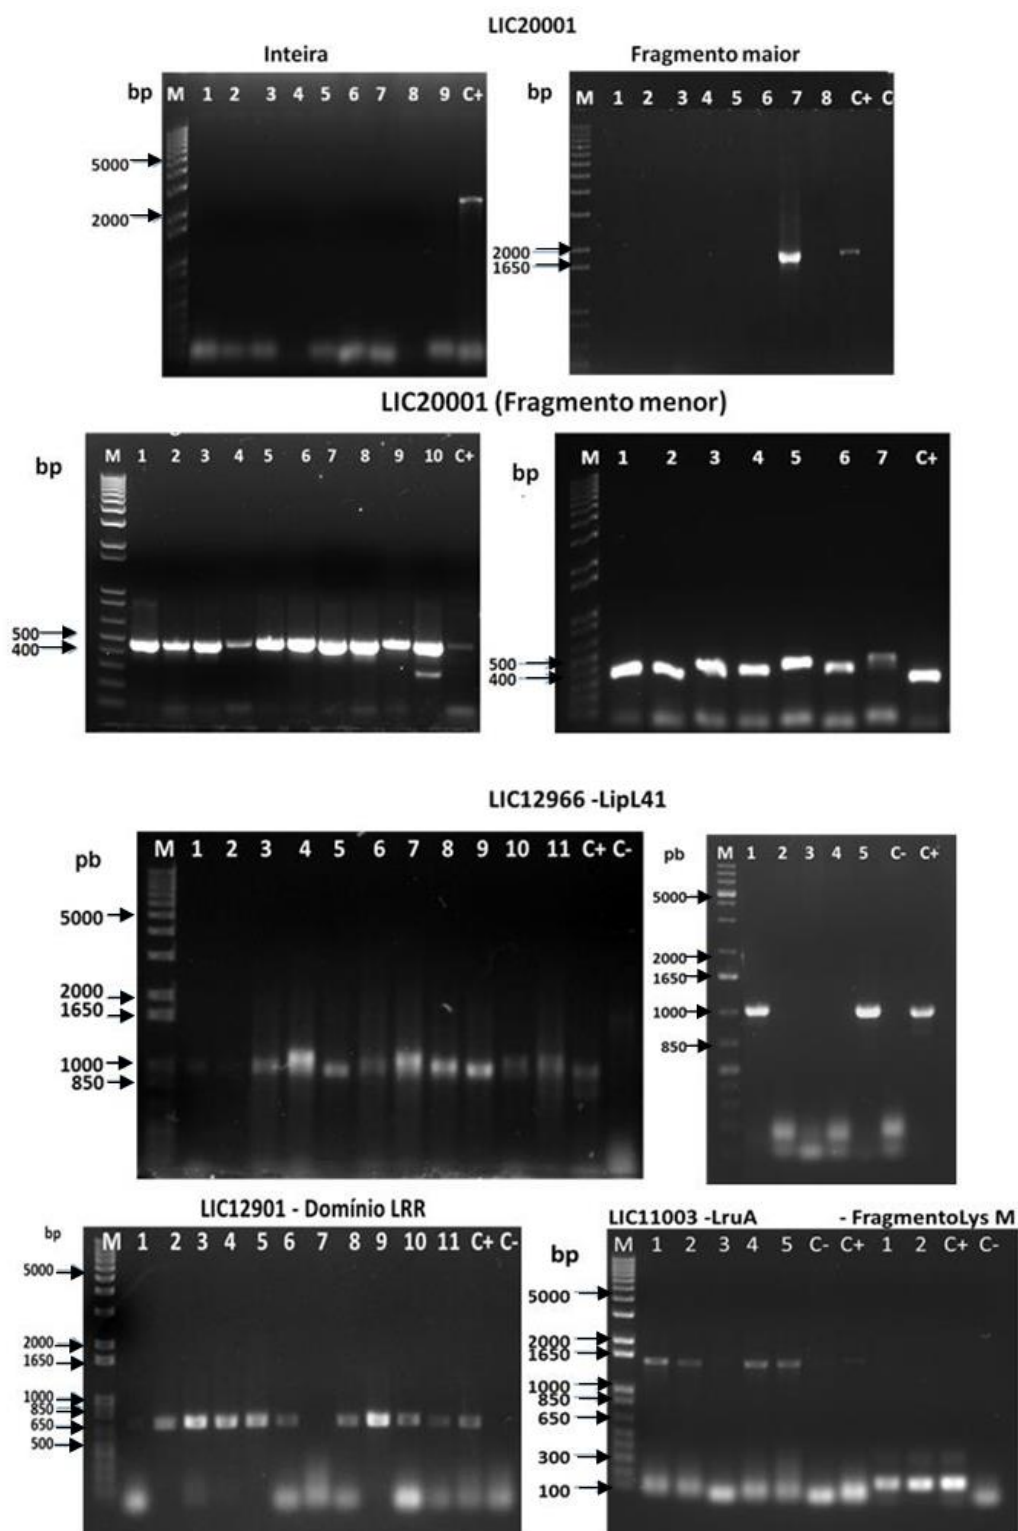 LIC20001
Inteira
bp M 1 2 3 4 5 6 7 8 9 C+
5000
2000
Fragmento maior
bp M 1 2 3 4 5 6 7 8 C+ C
2000
1650
LIC20001 (Fragmento menor)
bp M 1 2 3 4 5 6 7 8 9 10 C+
500
400
bp M 1 2 3 4 5 6 7 C+
500
400
LIC12966 -LipL41
pb M 1 2 3 4 5 6 7 8 9 10 11 C+ C-
5000
2000
1650
1000
850
pb M 1 2 3 4 5 C- C+
5000
2000
1650
1000
850
LIC12901 - Domínio LRR
bp M 1 2 3 4 5 6 7 8 9 10 11 C+ C-
5000
2000
1650
1000
850
650
500
LIC11003 -LruA - FragmentoLys M
bp M 1 2 3 4 5 C- C+ 1 2 C+ C-
5000
2000
1650
1000
850
650
300
100